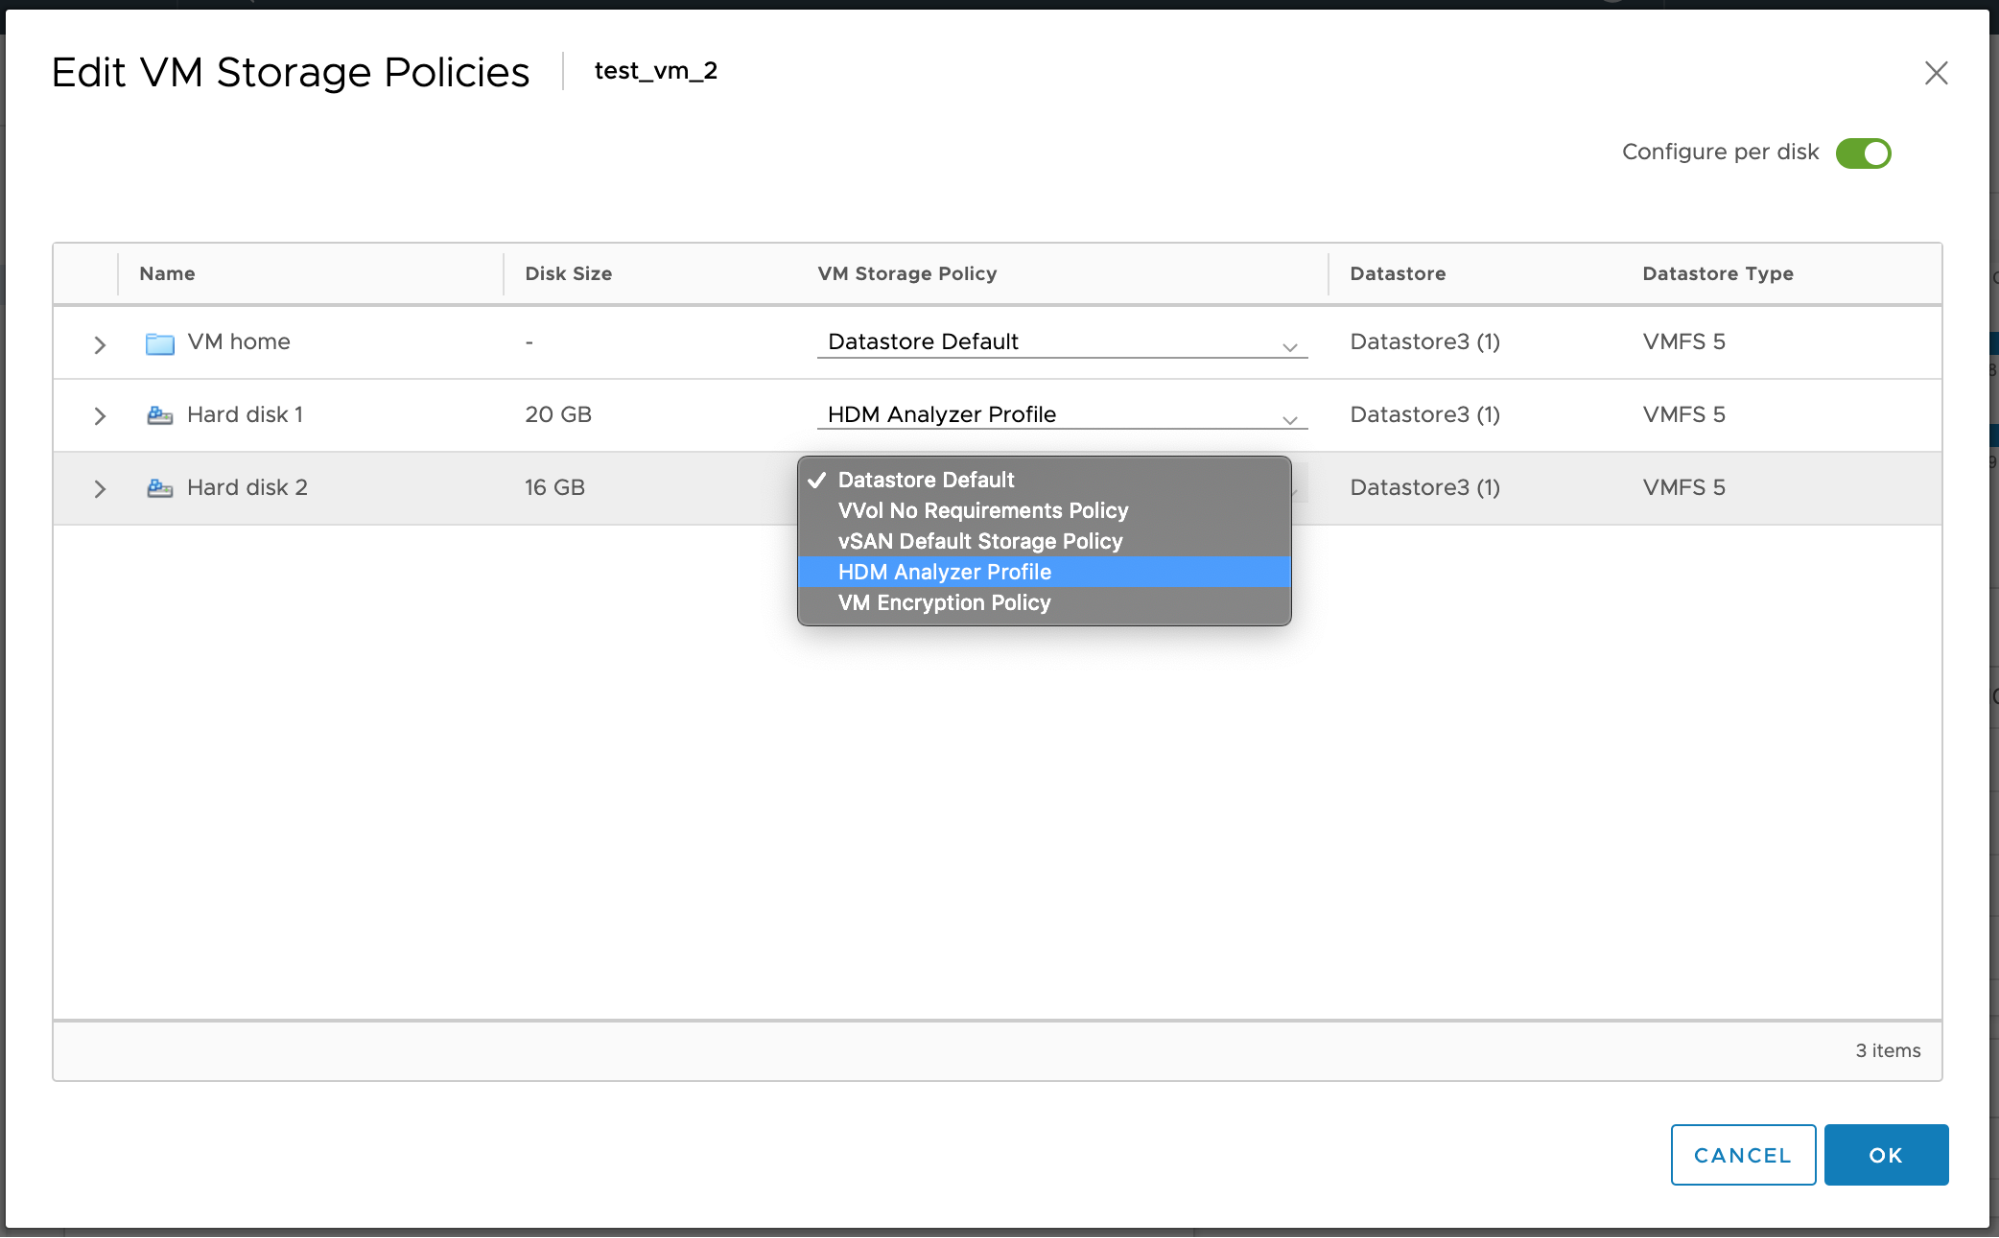 Edit VM Storage Policies test_vm_2
Configure per disk
Name Disk Size VM Storage Policy Datastore Datastore Type
VM home - Datastore Default Datastore3 (1) VMFS 5
Hard disk 1 20 GB HDM Analyzer Profile Datastore3 (1) VMFS 5
Hard disk 2 16 GB Datastore3 (1) VMFS 5
Datastore Default
VVol No Requirements Policy
vSAN Default Storage Policy
HDM Analyzer Profile
VM Encryption Policy
3 items
CANCEL OK